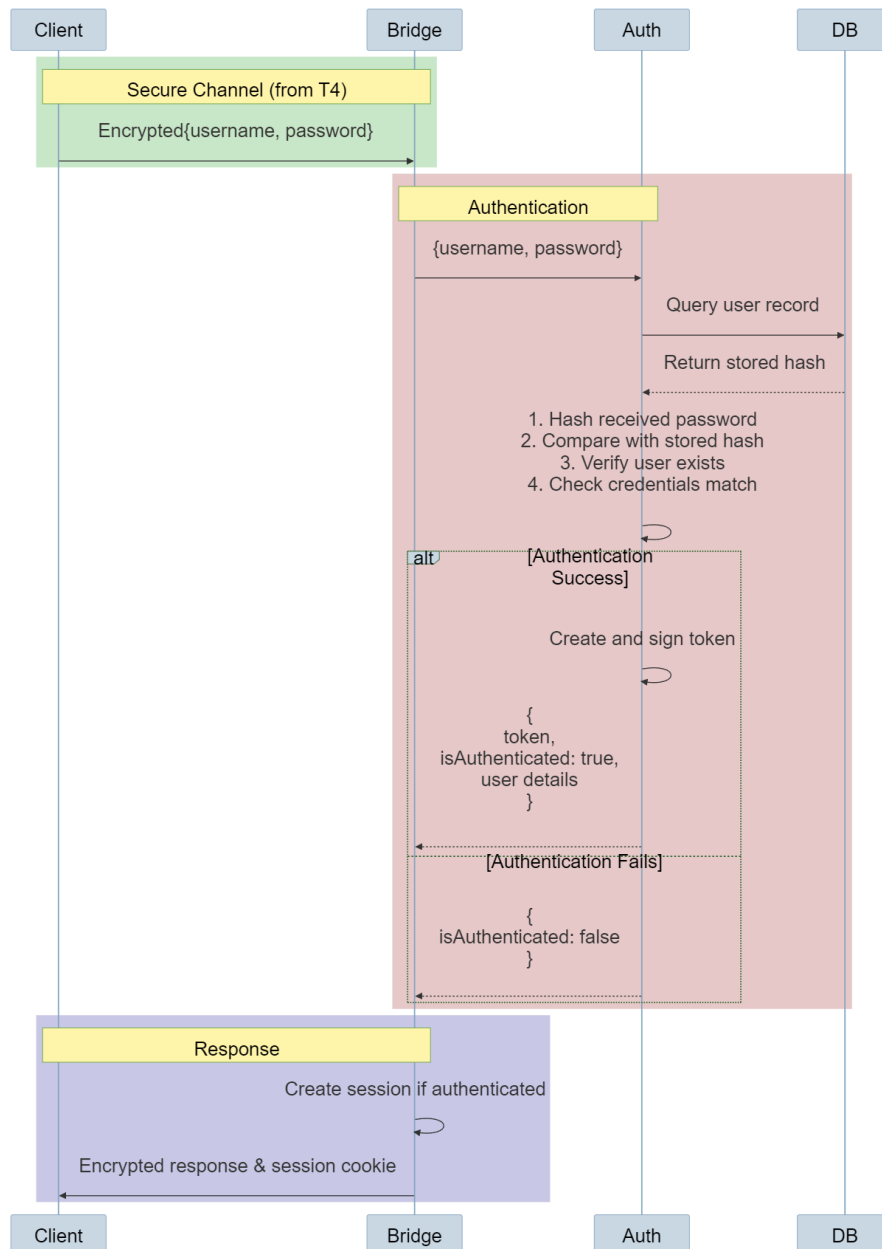 Client
Bridge
Auth
DB
Secure Channel (from T4)
Encrypted{username, password}
Authentication
{username, password}
Query user record
Return stored hash
1. Hash received password
2. Compare with stored hash
3. Verify user exists
4. Check credentials match
alt
[Authentication
Success]
Create and sign token
{
token,
isAuthenticated: true,
user details
}
[Authentication Fails]
{
isAuthenticated: false
}
Response
Create session if authenticated
Encrypted response & session cookie
Client
Bridge
Auth
DB